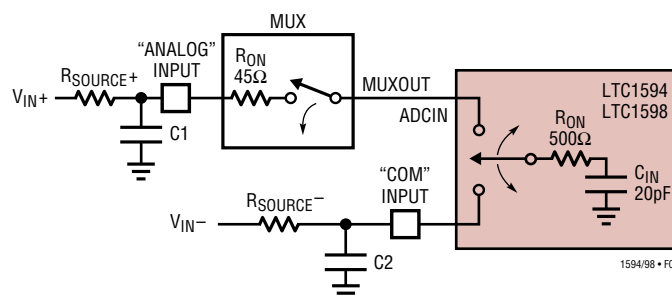 MUX
"ANALOG"
INPUT
RSOURCE+
VIN+
C1
RON
45Ω
MUXOUT
ADCIN
LTC1594
LTC1598
RON
500Ω
CIN
20pF
"COM"
INPUT
RSOURCE–
VIN–
C2